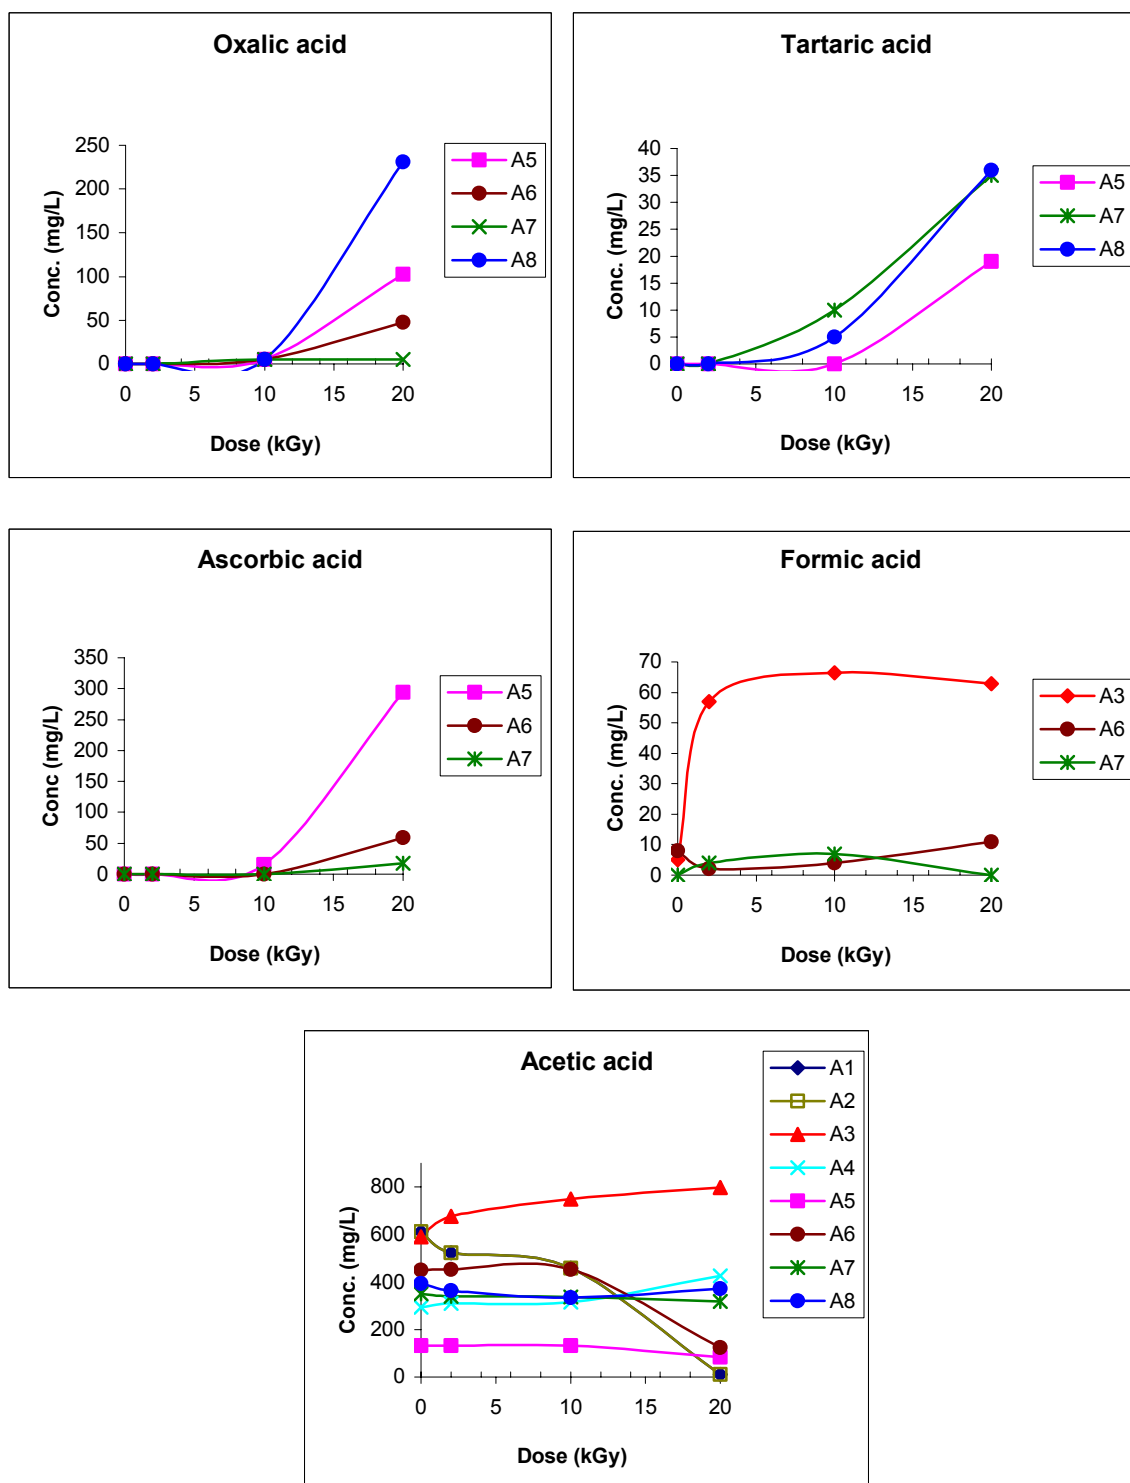 Oxalic acid
250
200
150
100
50
0
0 5 10 15 20
Conc. (mg/L)
Dose (kGy)
A5
A6
A7
A8
Tartaric acid
40
35
30
25
20
15
10
5
0
0 5 10 15 20
Conc. (mg/L)
Dose (kGy)
A5
A7
A8
Ascorbic acid
350
300
250
200
150
100
50
0
0 5 10 15 20
Conc (mg/L)
Dose (kGy)
A5
A6
A7
Formic acid
70
60
50
40
30
20
10
0
0 5 10 15 20
Conc. (mg/L)
Dose (kGy)
A3
A6
A7
Acetic acid
800
600
400
200
0
0 5 10 15 20
Conc. (mg/L)
Dose (kGy)
A1
A2
A3
A4
A5
A6
A7
A8